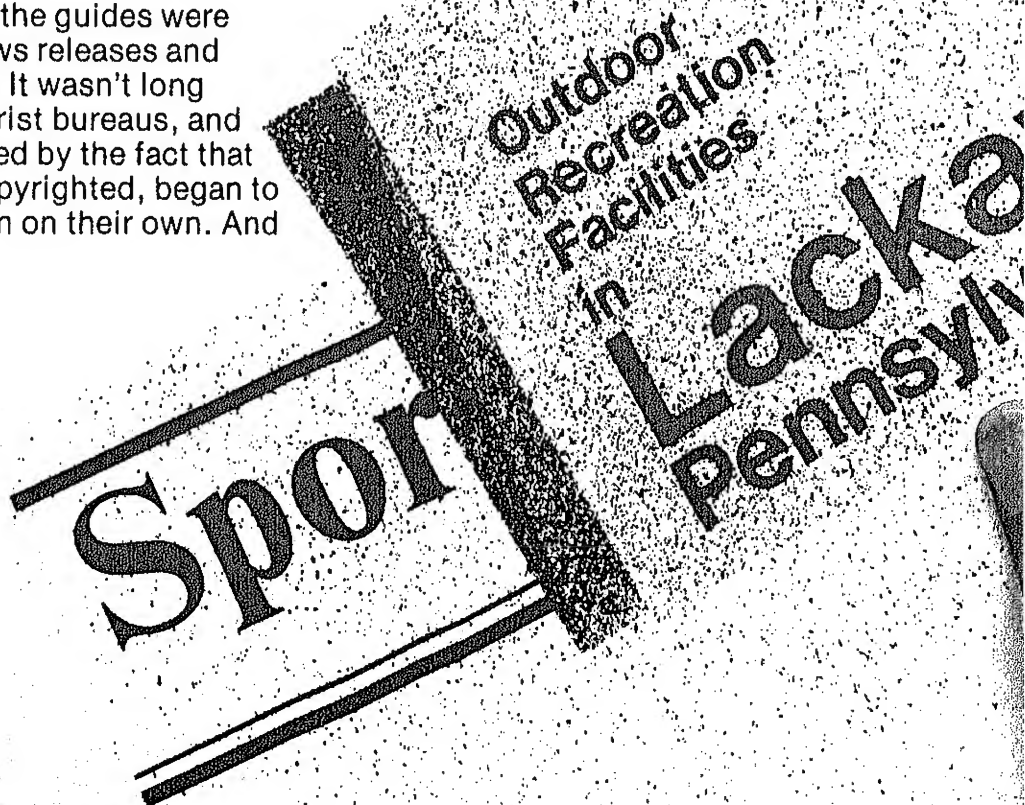 the guides were
ws releases and
It wasn't long
rist bureaus, and
ed by the fact that
pyrighted, began to
n on their own. And
Outdoor
Recreation
Facilities
in
Lacka
Pennsylv
Spor